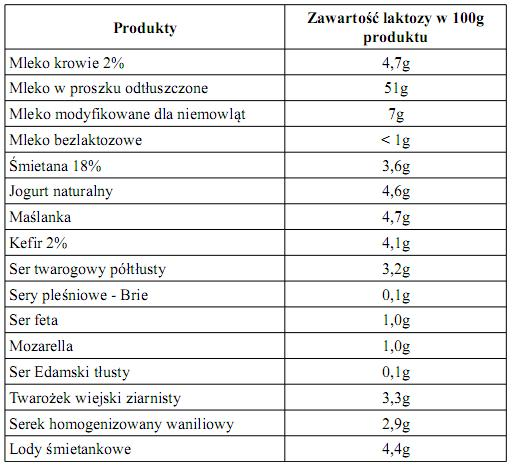 Produkty
Zawartość laktozy w 100g
produktu
Mleko krowie 2% 4,7g
Mleko w proszku odtłuszczone 51g
Mleko modyfikowane dla niemowląt 7g
Mleko bezlaktozowe < 1g
Śmietana 18% 3,6g
Jogurt naturalny 4,6g
Maślanka 4,7g
Kefir 2% 4,1g
Ser twarogowy półtłusty 3,2g
Sery pleśniowe - Brie 0,1g
Ser feta 1,0g
Mozarella 1,0g
Ser Edamski tłusty 0,1g
Twarożek wiejski ziarnisty 3,3g
Serek homogenizowany waniliowy 2,9g
Lody śmietankowe 4,4g